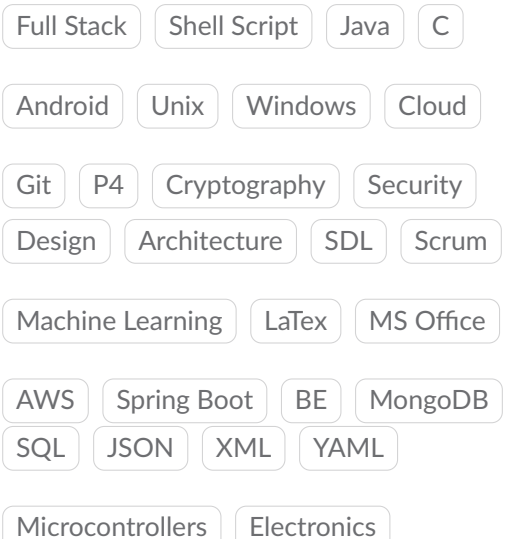 Full Stack Shell Script Java C
Android Unix Windows Cloud
Git P4 Cryptography Security
Design Architecture SDL Scrum
Machine Learning LaTex MS Office
AWS Spring Boot BE MongoDB
SQL JSON XML YAML
Microcontrollers Electronics